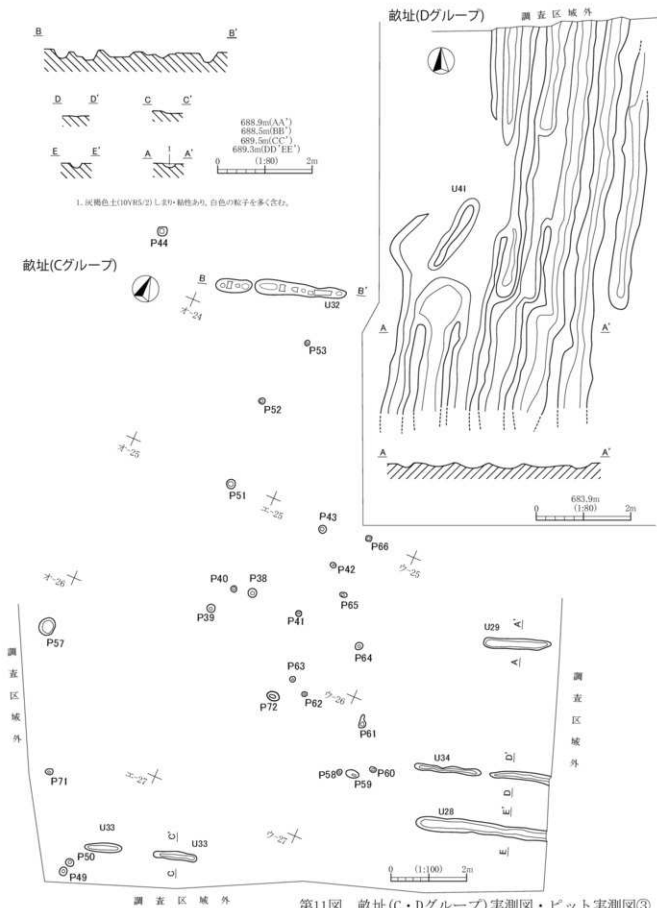 B B'
D D' C C'
E E' A 1 A'
688.9m(AA')
688.5m(BB')
689.5m(CC')
689.3m(DD'EE')
0 (1:80) 2m
1. 灰褐色土(10YR5/2)しまり・粘性あり。白色の粒子を多く含む。
畝址(Dグループ)
調査区域外
U41
A A'
A A'
683.9m
0 (1:80) 2m
P44
畝址(Cグループ)
B B'
U32
オ-24
P53
P52
オ-25
P51
エ-25
P43
P66
ウ-25
P42
オ-26
P40 P38
P65
P39
P41
P57
U29
A'
A
P64
調査区域外
調査区域外
P63
P72 P62
ウ-26
P61
P71
エ-27
P58 P59 P60
U34
D'
D
U28
E'
E
U33
C'
U33
C
ウ-27
P50
P49
0 (1:100) 2m
調査区域外
第11図 畝址(C・Dグループ)実測図・ピット実測図③